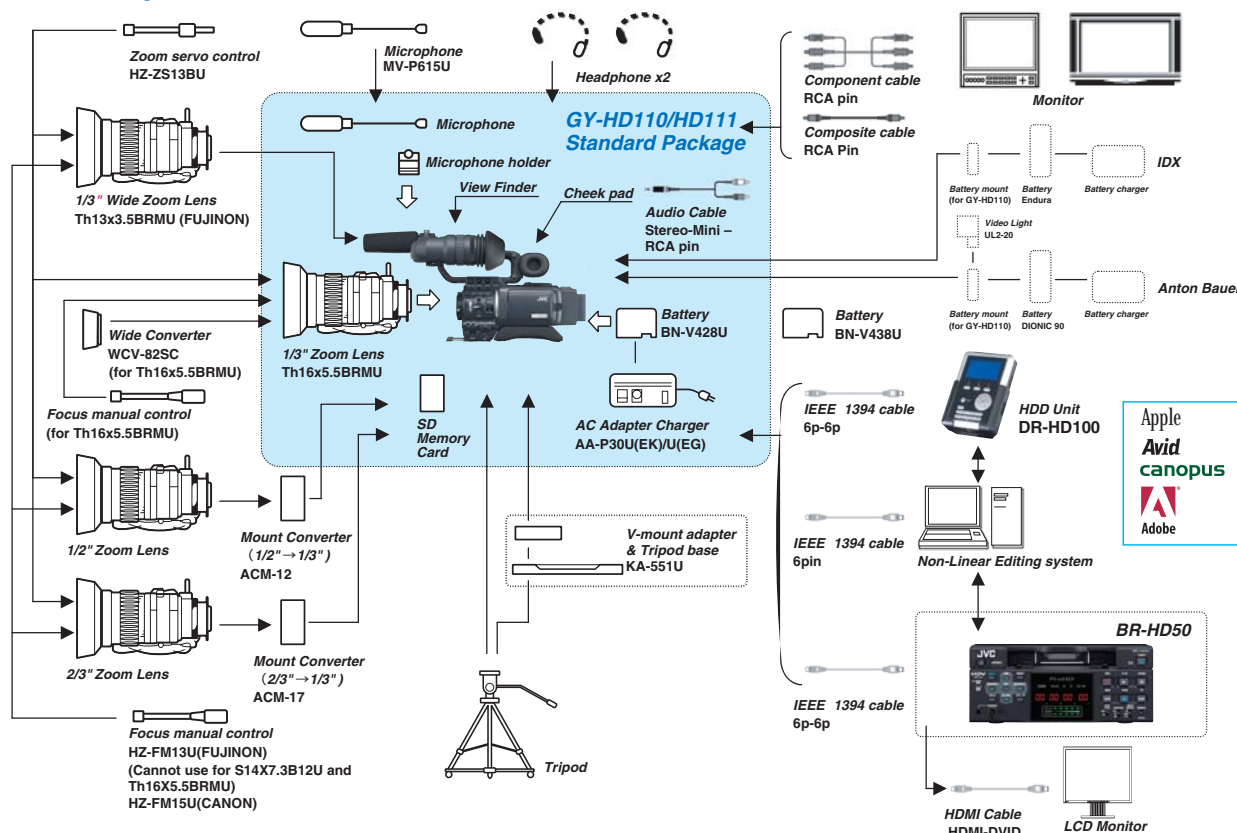 Zoom servo control
HZ-ZS13BU
Microphone
MV-P615U
Headphone x2
Component cable
RCA pin
Composite cable
RCA Pin
Monitor
GY-HD110/HD111
Standard Package
Microphone
Microphone holder
View Finder
Cheek pad
Audio Cable
Stereo-Mini –
RCA pin
1/3" Wide Zoom Lens
Th13x3.5BRMU (FUJINON)
Battery mount
(for GY-HD110)
Battery
Endura
Battery charger
IDX
Video Light
UL2-20
Battery mount
(for GY-HD110)
Battery
DIONIC 90
Battery charger
Anton Bauer
Wide Converter
WCV-82SC
(for Th16x5.5BRMU)
1/3" Zoom Lens
Th16x5.5BRMU
JVC
Battery
BN-V428U
Battery
BN-V438U
Focus manual control
(for Th16x5.5BRMU)
SD
Memory
Card
AC Adapter Charger
AA-P30U(EK)/U(EG)
IEEE 1394 cable
6p-6p
HDD Unit
DR-HD100
Apple
Avid
canopus
Adobe
1/2" Zoom Lens
Mount Converter
(1/2"→1/3")
ACM-12
V-mount adapter
& Tripod base
KA-551U
IEEE 1394 cable
6pin
Non-Linear Editing system
2/3" Zoom Lens
Mount Converter
(2/3"→1/3")
ACM-17
BR-HD50
JVC
HDV
ProHD
IEEE 1394 cable
6p-6p
Focus manual control
HZ-FM13U(FUJINON)
(Cannot use for S14X7.3B12U and
Th16X5.5BRMU)
HZ-FM15U(CANON)
Tripod
HDMI Cable
HDMI-DVID
LCD Monitor